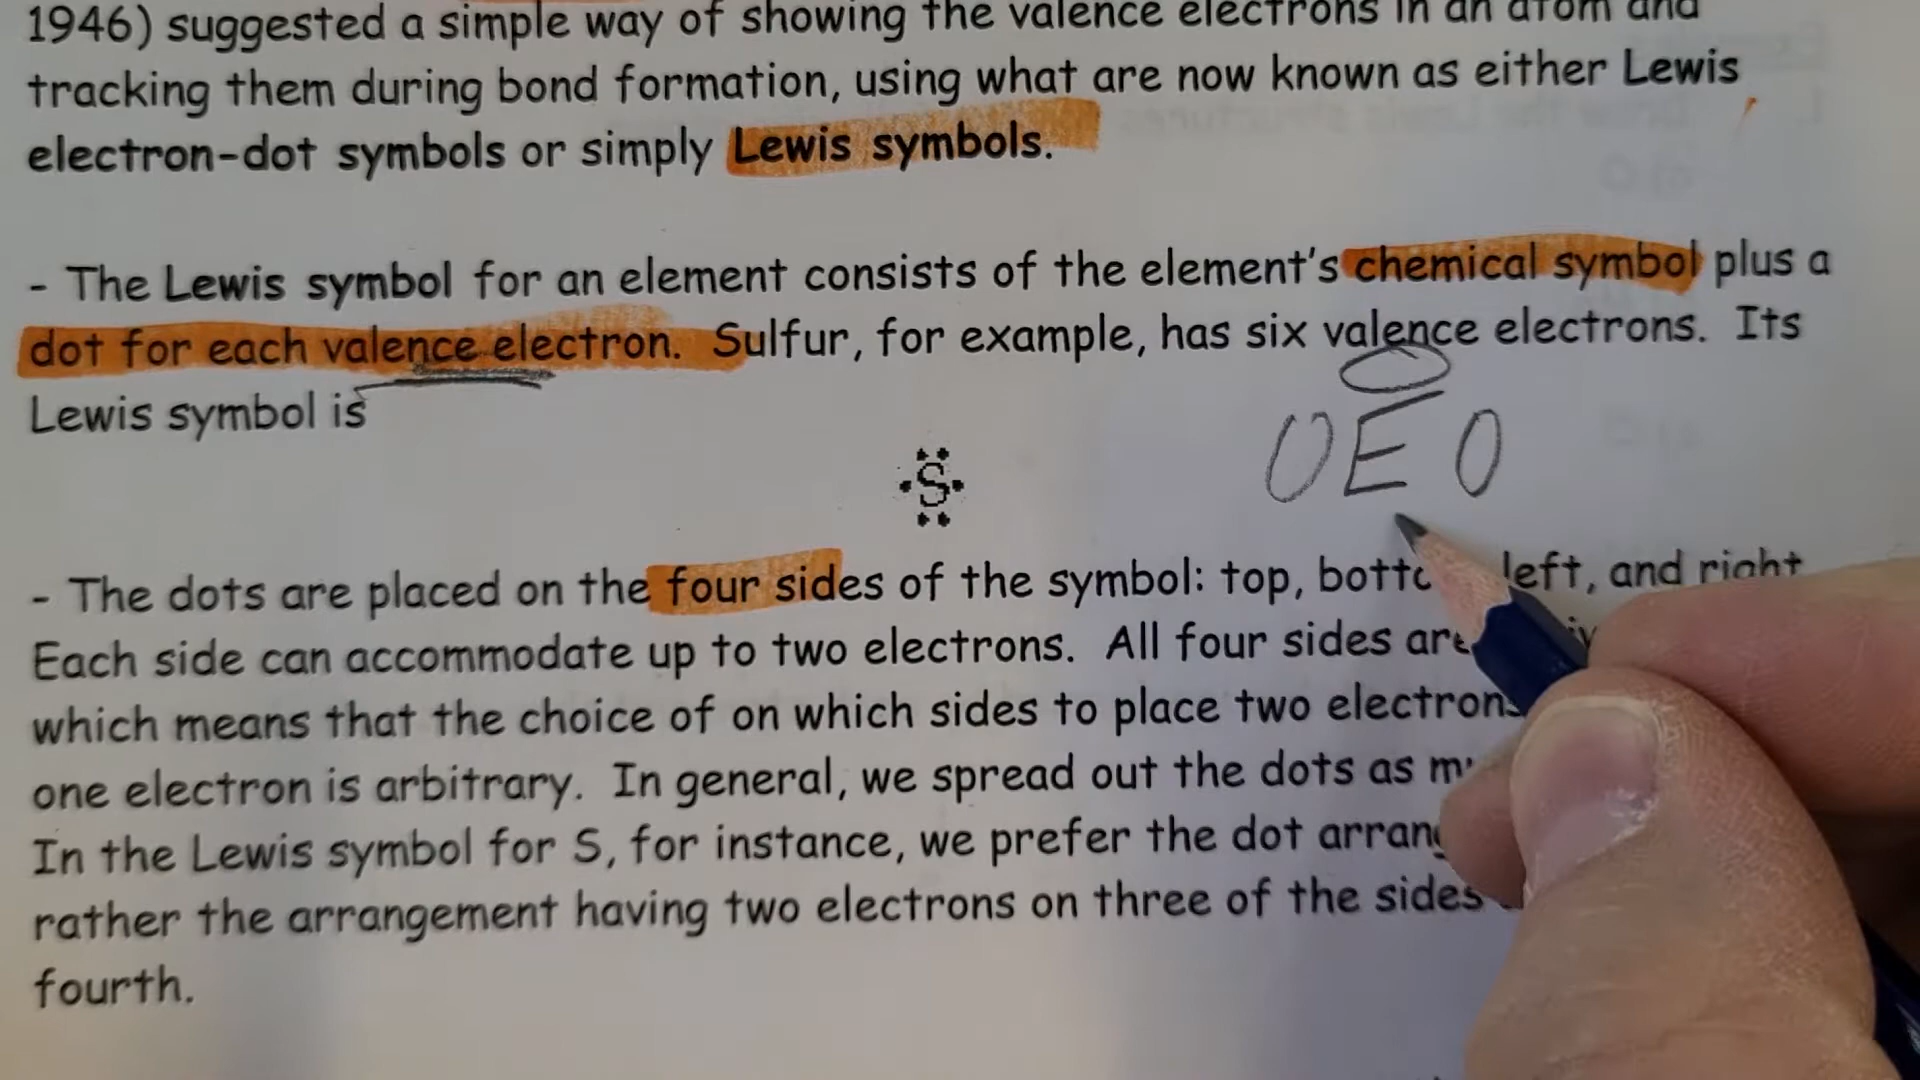 1946) suggested a simple way of showing the valence electrons in an atom and
tracking them during bond formation, using what are now known as either Lewis
electron-dot symbols or simply Lewis symbols.
- The Lewis symbol for an element consists of the element's chemical symbol plus a
dot for each valence electron. Sulfur, for example, has six valence electrons. Its
Lewis symbol is
S
E
- The dots are placed on the four sides of the symbol: top, left, and right
Each side can accommodate up to two electrons. All four sides are
which means that the choice of on which sides to place two electrons
one electron is arbitrary. In general, we spread out the dots as
In the Lewis symbol for S, for instance, we prefer the dot
rather the arrangement having two electrons on three of the sides
fourth.